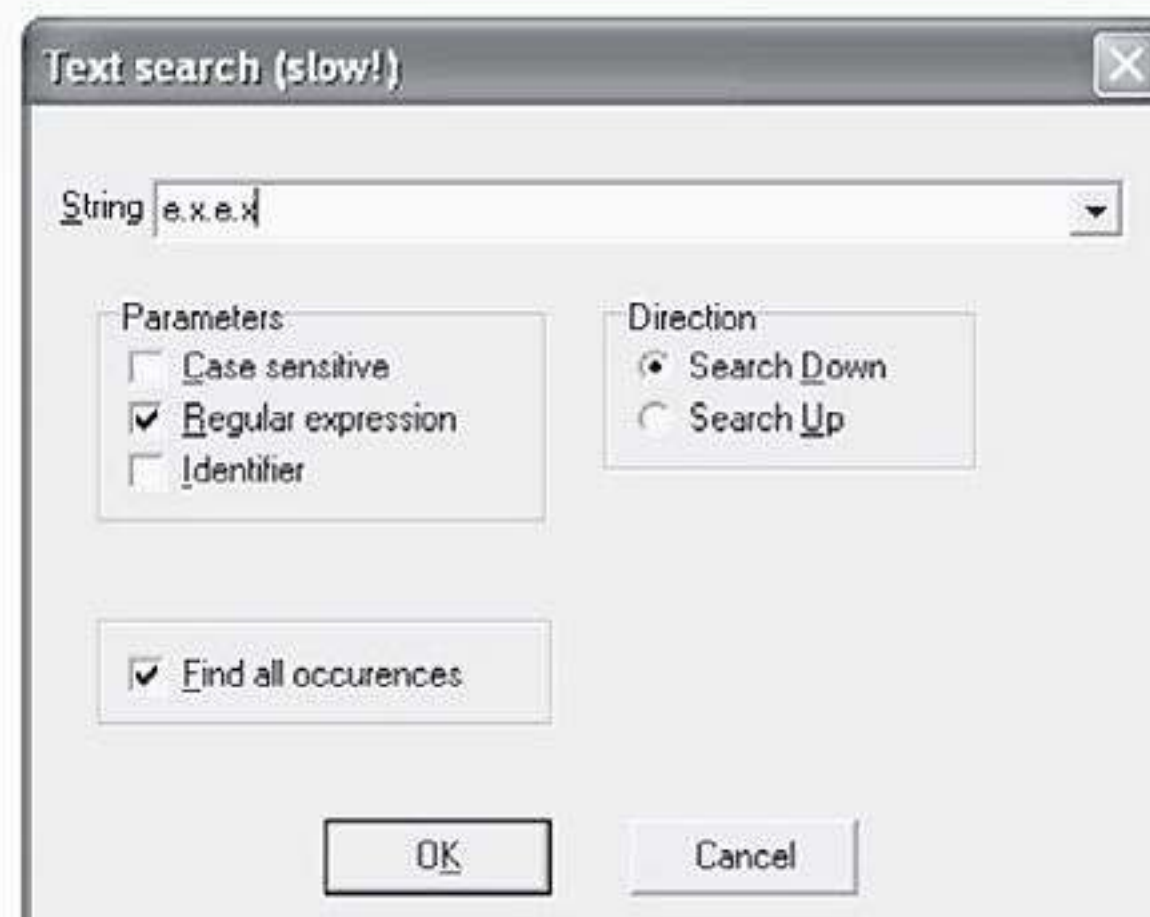 Text search (slow!)
String e.x.e.x
Parameters
Case sensitive
Regular expression
Identifier
Direction
Search Down
Search Up
Find all occurences
OK
Cancel